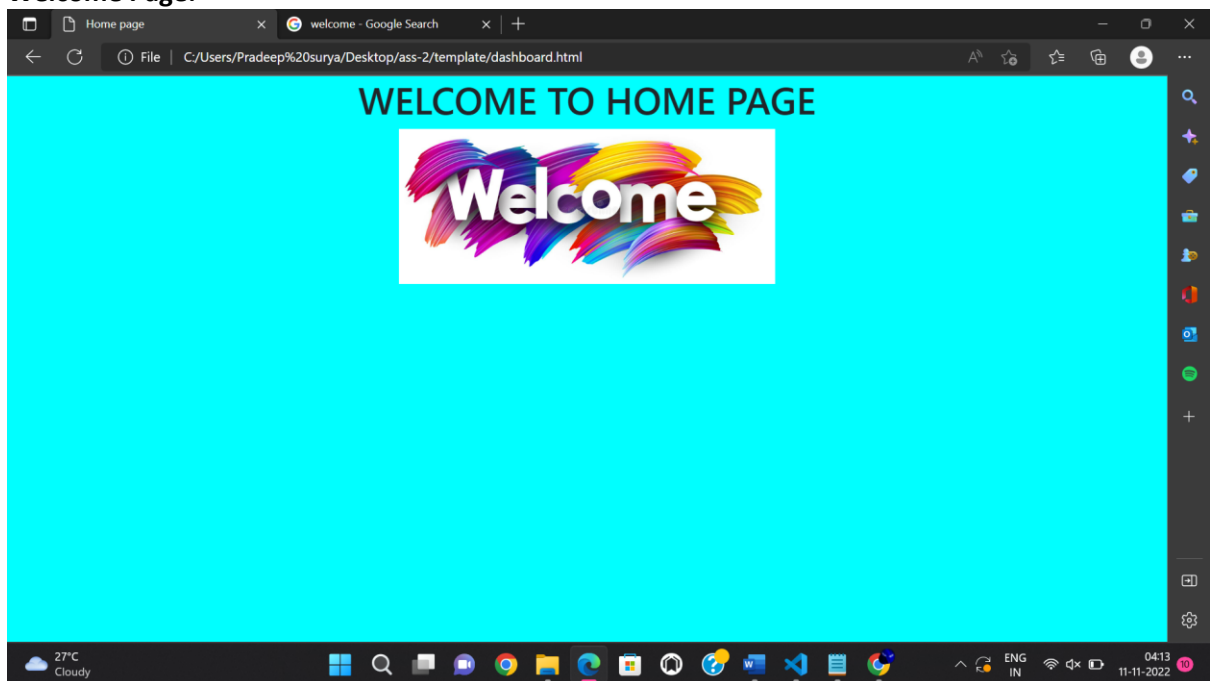 Welcome Page:
Home page
welcome - Google Search
File | C:/Users/Pradeep%20surya/Desktop/ass-2/template/dashboard.html
WELCOME TO HOME PAGE
Welcome
27°C
Cloudy
ENG
IN
04:13
11-11-2022
10